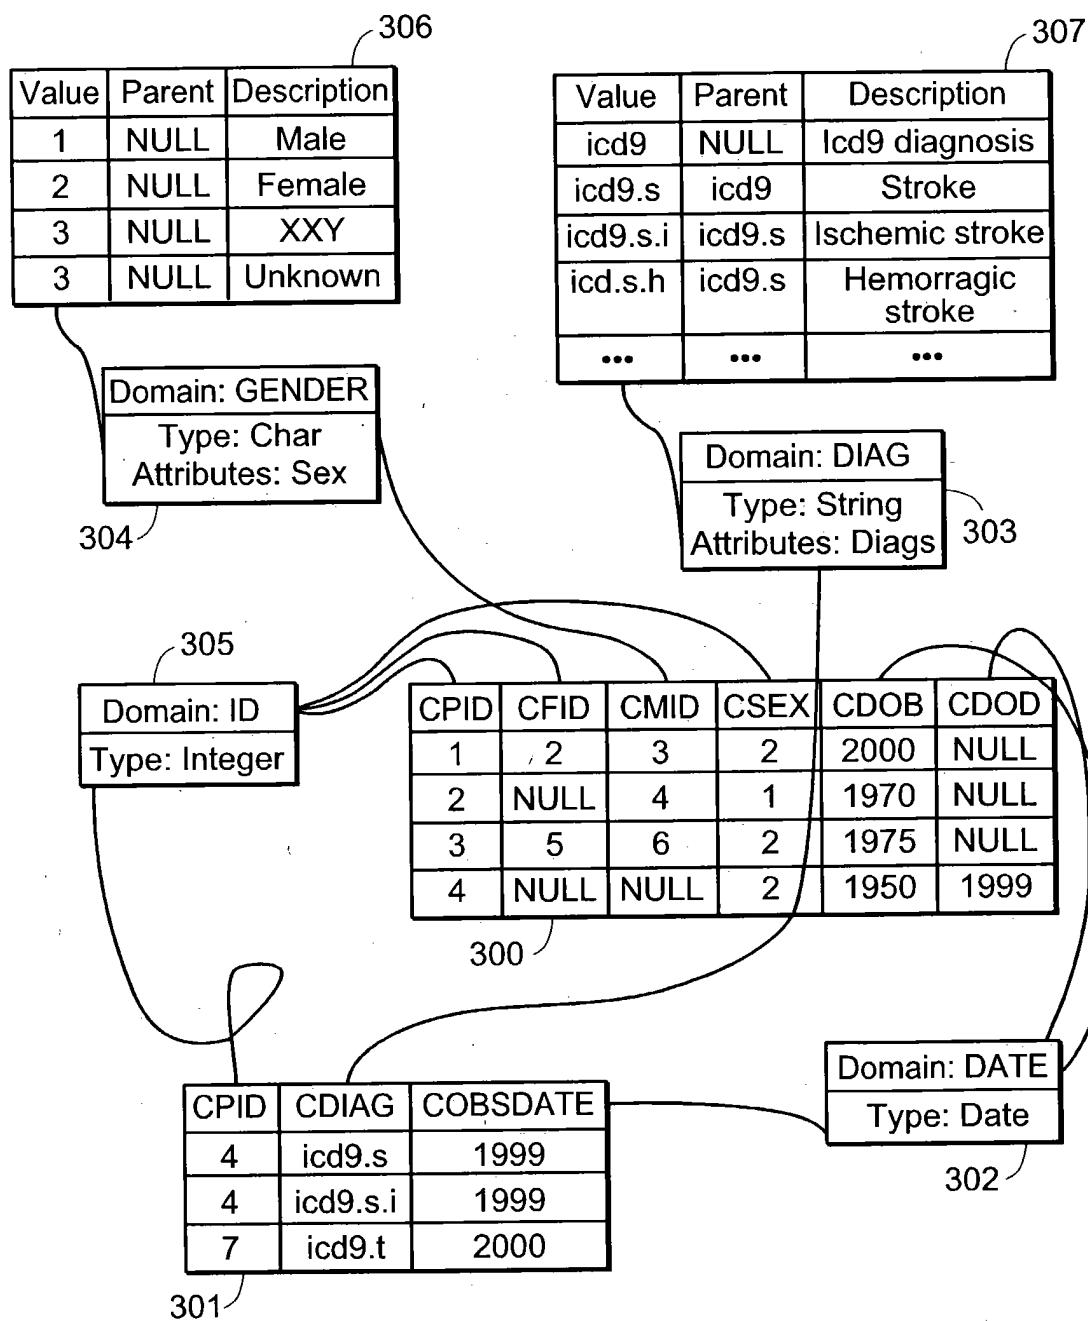 306
Value Parent Description
1 NULL Male
2 NULL Female
3 NULL XXY
3 NULL Unknown
307
Value Parent Description
icd9 NULL Icd9 diagnosis
icd9.s icd9 Stroke
icd9.s.i icd9.s Ischemic stroke
icd.s.h icd9.s Hemorragic
stroke
... ... ...
Domain: GENDER
Type: Char
Attributes: Sex
304
Domain: DIAG
Type: String
Attributes: Diags
303
305
Domain: ID
Type: Integer
CPID CFID CMID CSEX CDOB CDOD
1 2 3 2 2000 NULL
2 NULL 4 1 1970 NULL
3 5 6 2 1975 NULL
4 NULL NULL 2 1950 1999
300
Domain: DATE
Type: Date
302
CPID CDIAG COBSDATE
4 icd9.s 1999
4 icd9.s.i 1999
7 icd9.t 2000
301